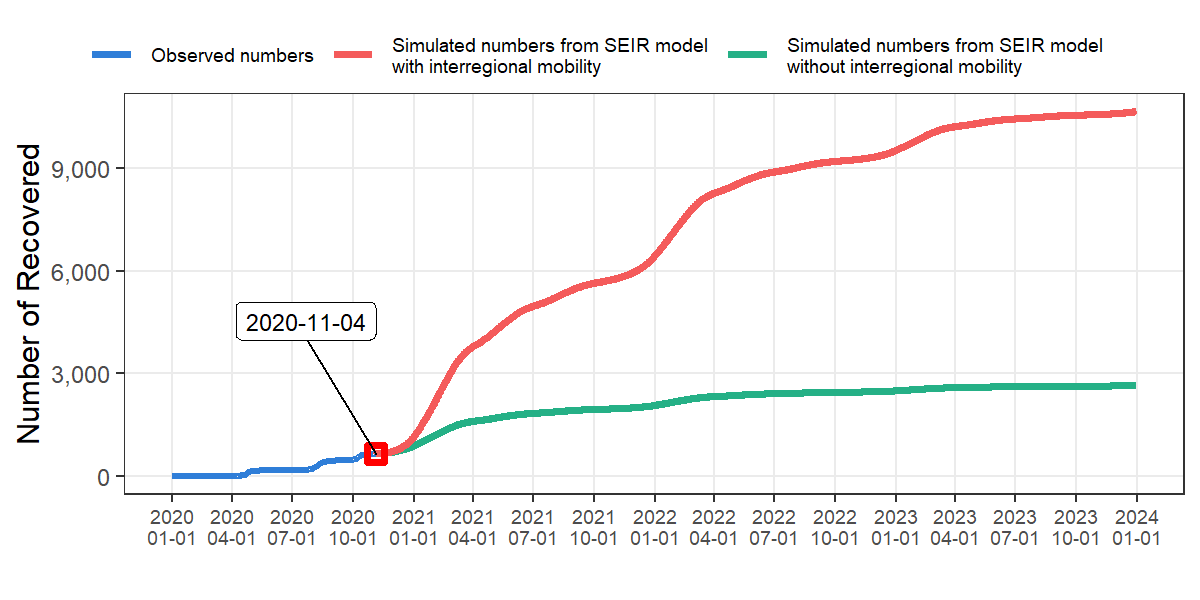 Observed numbers
Simulated numbers from SEIR model
with interregional mobility
Simulated numbers from SEIR model
without interregional mobility
Number of Recovered
9,000
6,000
3,000
0
2020-11-04
2020 2020 2020 2020 2021 2021 2021 2021 2022 2022 2022 2022 2023 2023 2023 2023 2024
01-01 04-01 07-01 10-01 01-01 04-01 07-01 10-01 01-01 04-01 07-01 10-01 01-01 04-01 07-01 10-01 01-01